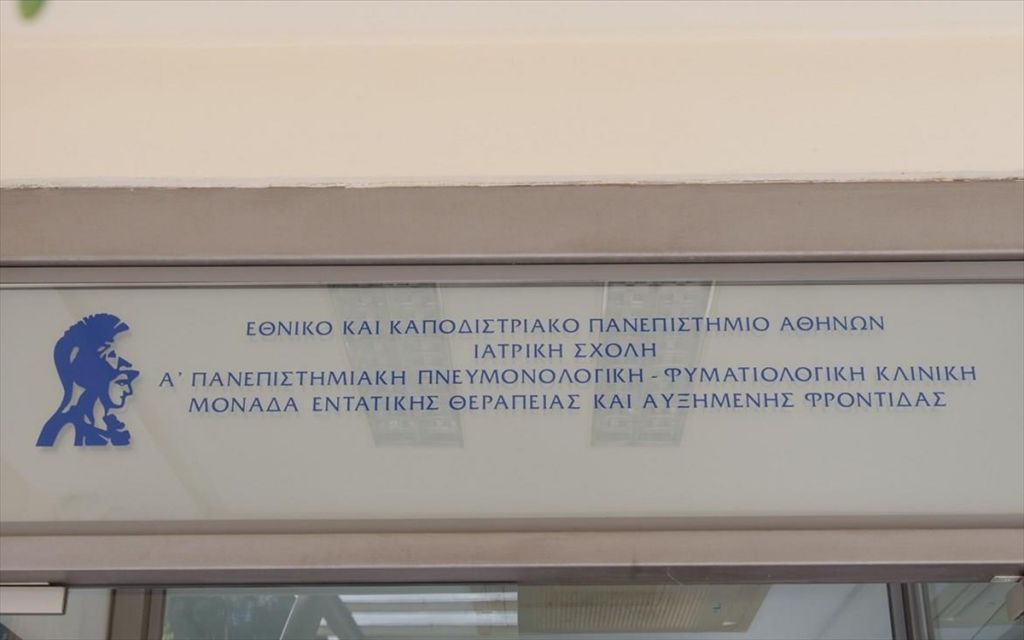 ΕΘΝΙΚΟ ΚΑΙ ΚΑΠΟΔΙΣΤΡΙΑΚΟ ΠΑΝΕΠΙΣΤΗΜΙΟ ΑΘΗΝΩΝ
ΙΑΤΡΙΚΗ ΣΧΟΛΗ
Α' ΠΑΝΕΠΙΣΤΗΜΙΑΚΗ ΠΝΕΥΜΟΝΟΛΟΓΙΚΗ - ΦΥΜΑΤΙΟΛΟΓΙΚΗ ΚΛΙΝΙΚΗ
ΜΟΝΑΔΑ ΕΝΤΑΤΙΚΗΣ ΘΕΡΑΠΕΙΑΣ ΚΑΙ ΑΥΞΗΜΕΝΗΣ ΦΡΟΝΤΙΔΑΣ